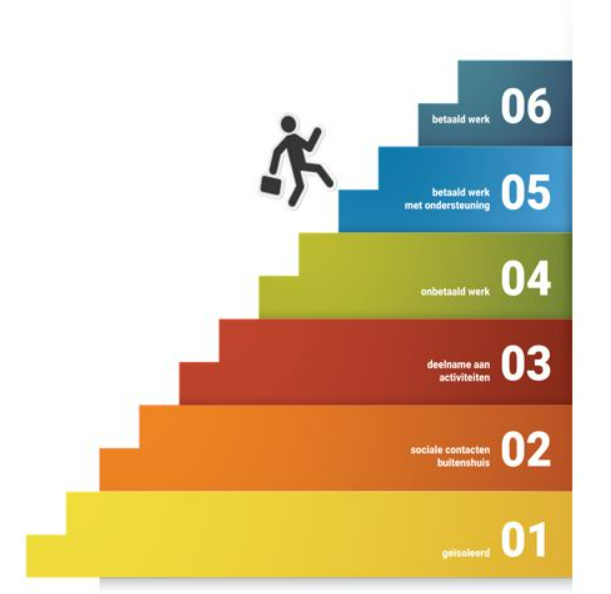 betaald werk
06
betaald werk
met ondersteuning
05
onbetaald werk
04
deelname aan
activiteiten
03
sociale contacten
buitenshuis
02
geïsoleerd
01